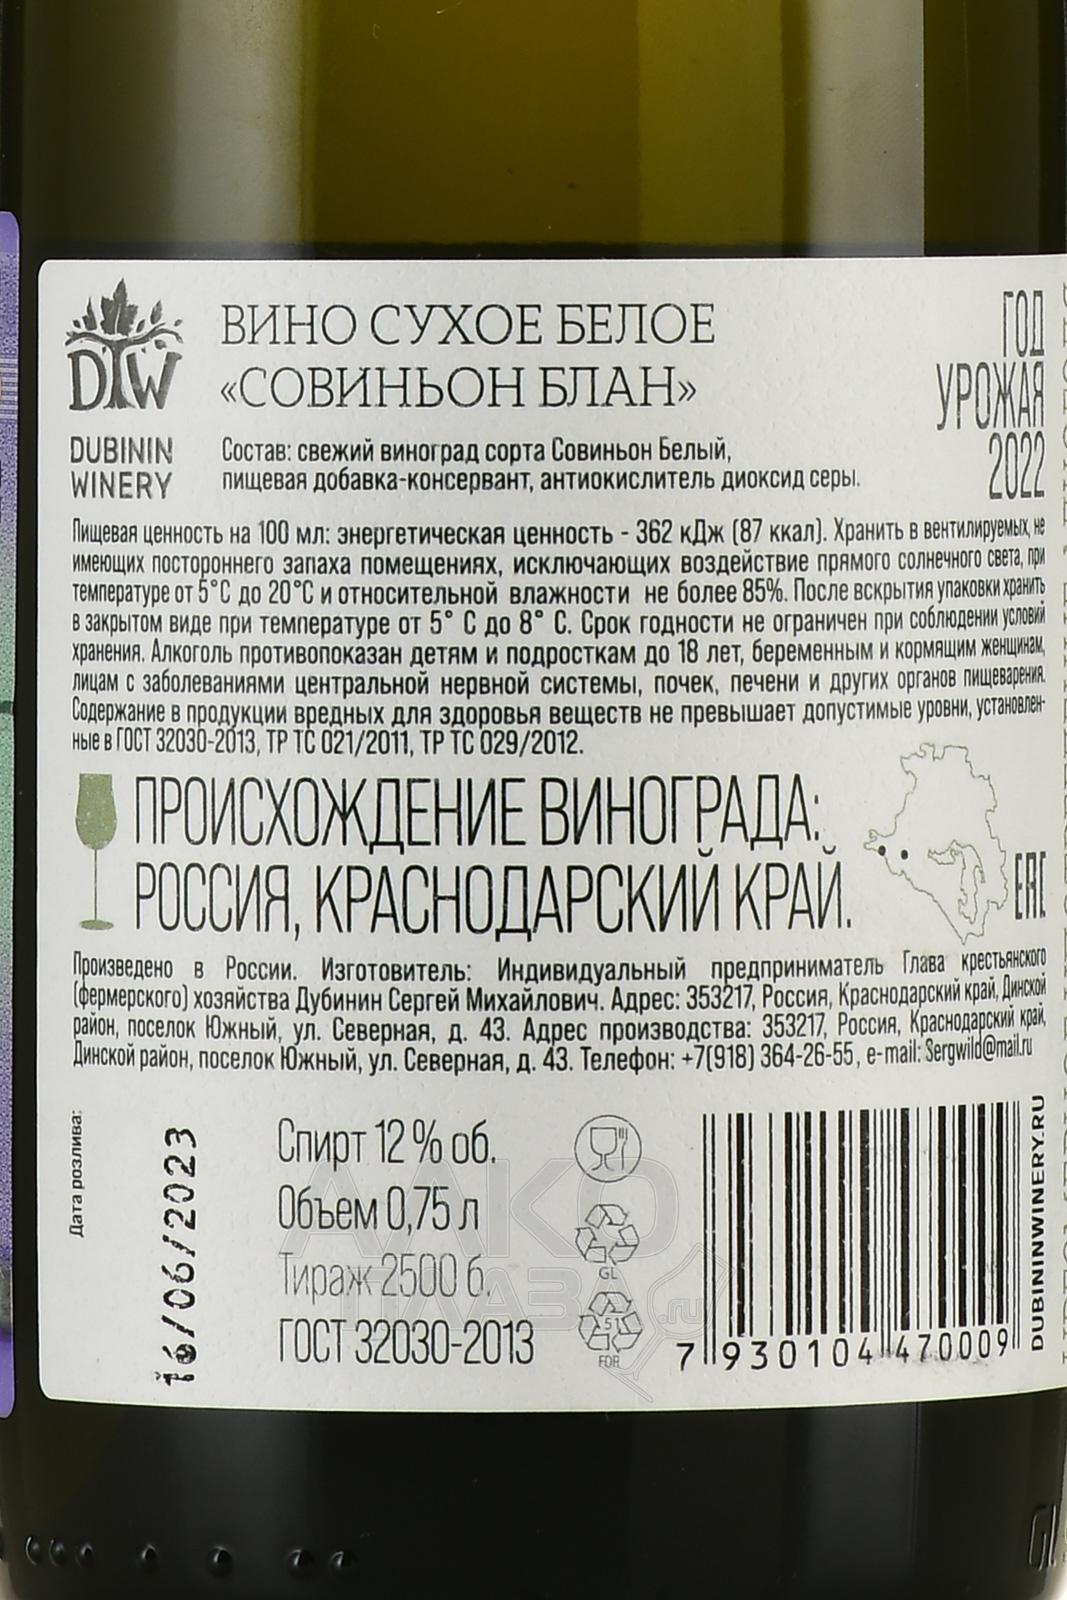 DW
DUBININ
WINERY
ВИНО СУХОЕ БЕЛОЕ
«СОВИНЬОН БЛАН»
ГОД
УРОЖАЯ
2022
Состав: свежий виноград сорта Совиньон Белый,
пищевая добавка-консервант, антиокислитель диоксид серы.
Пищевая ценность на 100 мл: энергетическая ценность - 362 кДж (87 ккал). Хранить в вентилируемых, не
имеющих постороннего запаха помещениях, исключающих воздействие прямого солнечного света, при
температуре от 5°С до 20°С и относительной влажности не более 85%. После вскрытия упаковки хранить
в закрытом виде при температуре от 5° С до 8° С. Срок годности не ограничен при соблюдении условий
хранения. Алкоголь противопоказан детям и подросткам до 18 лет, беременным и кормящим женщинам,
лицам с заболеваниями центральной нервной системы, почек, печени и других органов пищеварения.
Содержание в продукции вредных для здоровья веществ не превышает допустимые уровни, установлен-
ные в ГОСТ 32030-2013, ТР ТС 021/2011, ТР ТС 029/2012.
ПРОИСХОЖДЕНИЕ ВИНОГРАДА:
РОССИЯ, КРАСНОДАРСКИЙ КРАЙ.
EAC
Произведено в России. Изготовитель: Индивидуальный предприниматель Глава крестьянского
(фермерского) хозяйства Дубинин Сергей Михайлович. Адрес: 353217, Россия, Краснодарский край, Динской
район, поселок Южный, ул. Северная, д. 43. Адрес производства: 353217, Россия, Краснодарский край,
Динской район, поселок Южный, ул. Северная, д. 43. Телефон: +7(918) 364-26-55, e-mail: Sergwild@mail.ru
Дата розлива:
16/06/2023
Спирт 12 % об.
Объем 0,75 л
Тираж 2500 б.
ГОСТ 32030-2013
GL
51
FOR
7 930104 470009
DUBININWINERY.RU
АЛКО
ПЛАЗА
.ru